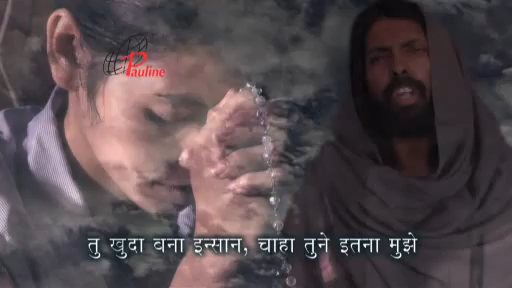 Pauline
तु खुदा बना इन्सान, चाहा तुने इतना मुझे